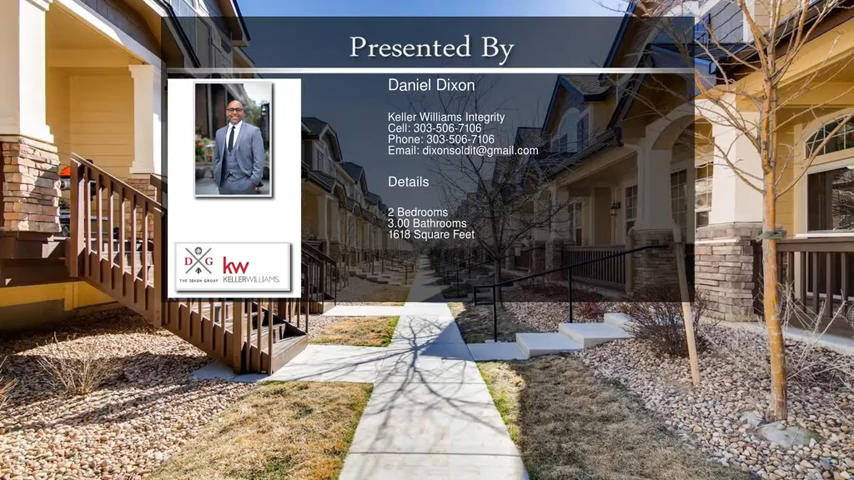 Presented By
Daniel Dixon
Keller Williams Integrity
Cell: 303-506-7106
Phone: 303-506-7106
Email: dixonsoldit@gmail.com
Details
2 Bedrooms
3.00 Bathrooms
1618 Square Feet
D G
THE DIXON GROUP
kw
KELLERWILLIAMS.